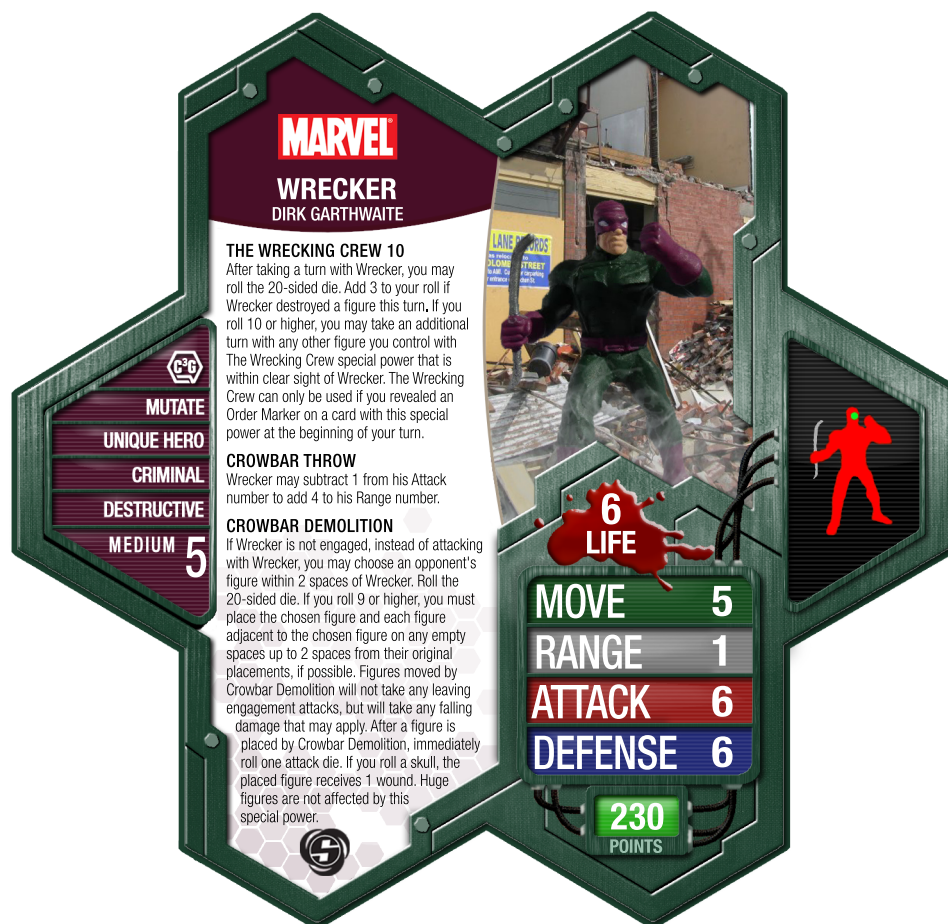 MARVEL
WRECKER
DIRK GARTHWAITE
THE WRECKING CREW 10
After taking a turn with Wrecker, you may
roll the 20-sided die. Add 3 to your roll if
Wrecker destroyed a figure this turn. If you
roll 10 or higher, you may take an additional
turn with any other figure you control with
The Wrecking Crew special power that is
within clear sight of Wrecker. The Wrecking
Crew can only be used if you revealed an
Order Marker on a card with this special
power at the beginning of your turn.
CROWBAR THROW
Wrecker may subtract 1 from his Attack
number to add 4 to his Range number.
CROWBAR DEMOLITION
If Wrecker is not engaged, instead of attacking
with Wrecker, you may choose an opponent's
figure within 2 spaces of Wrecker. Roll the
20-sided die. If you roll 9 or higher, you must
place the chosen figure and each figure
adjacent to the chosen figure on any empty
spaces up to 2 spaces from their original
placements, if possible. Figures moved by
Crowbar Demolition will not take any leaving
engagement attacks, but will take any falling
damage that may apply. After a figure is
placed by Crowbar Demolition, immediately
roll one attack die. If you roll a skull, the
placed figure receives 1 wound. Huge
figures are not affected by this
special power.
C3G
MUTATE
UNIQUE HERO
CRIMINAL
DESTRUCTIVE
MEDIUM 5
LANE
STREET
6
LIFE
MOVE 5
RANGE 1
ATTACK 6
DEFENSE 6
230
POINTS